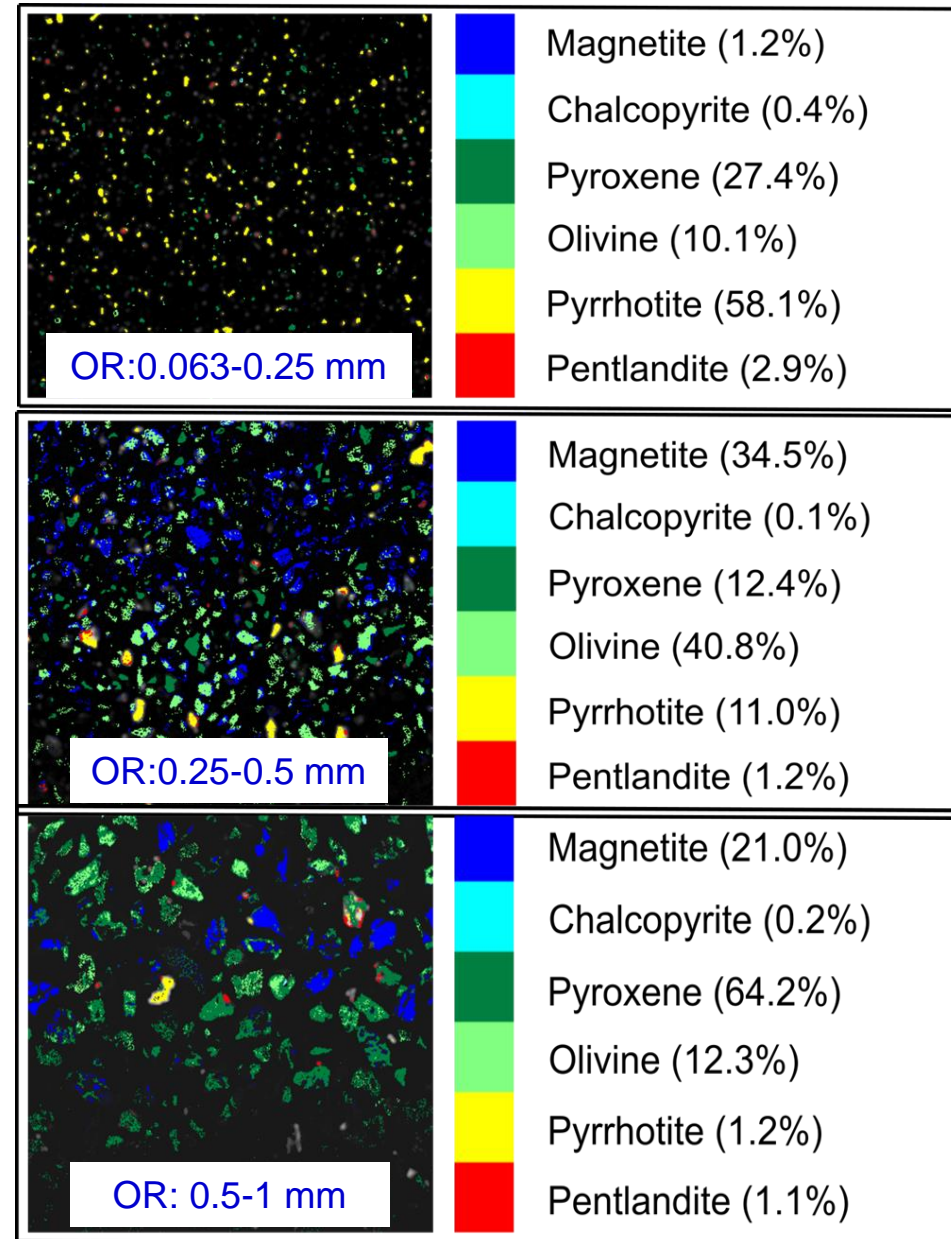 Magnetite (1.2%)
Chalcopyrite (0.4%)
Pyroxene (27.4%)
Olivine (10.1%)
Pyrrhotite (58.1%)
Pentlandite (2.9%)
OR:0.063-0.25 mm
Magnetite (34.5%)
Chalcopyrite (0.1%)
Pyroxene (12.4%)
Olivine (40.8%)
Pyrrhotite (11.0%)
Pentlandite (1.2%)
OR:0.25-0.5 mm
Magnetite (21.0%)
Chalcopyrite (0.2%)
Pyroxene (64.2%)
Olivine (12.3%)
Pyrrhotite (1.2%)
Pentlandite (1.1%)
OR: 0.5-1 mm